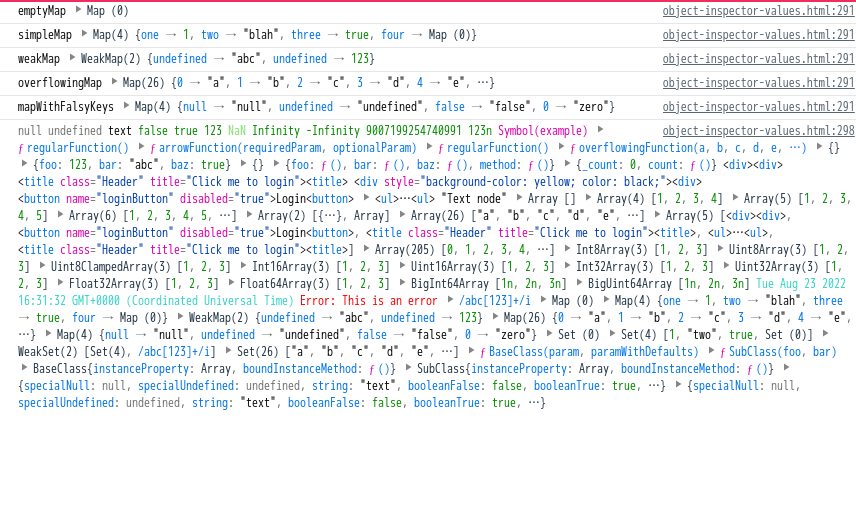 emptyMap ▶ Map (0) object-inspector-values.html:291
simpleMap ▶ Map(4) {one → 1, two → "blah", three → true, four → Map (0)} object-inspector-values.html:291
weakMap ▶ WeakMap(2) {undefined → "abc", undefined → 123} object-inspector-values.html:291
overflowingMap ▶ Map(26) {0 → "a", 1 → "b", 2 → "c", 3 → "d", 4 → "e", …} object-inspector-values.html:291
mapWithFalsyKeys ▶ Map(4) {null → "null", undefined → "undefined", false → "false", 0 → "zero"} object-inspector-values.html:291
null undefined text false true 123 NaN Infinity -Infinity 9007199254740991 123n Symbol(example) ▶ object-inspector-values.html:298
ƒ regularFunction() ▶ ƒ arrowFunction(requiredParam, optionalParam) ▶ ƒ regularFunction() ▶ ƒ overflowingFunction(a, b, c, d, e, …) ▶ {}
▶ {foo: 123, bar: "abc", baz: true} ▶ {} ▶ {foo: ƒ (), bar: ƒ (), baz: ƒ (), method: ƒ ()} ▶ {_count: 0, count: ƒ ()} <div><div>
<title class="Header" title="Click me to login"><title> <div style="background-color: yellow; color: black;"><div>
<button name="loginButton" disabled="true">Login<button> ▶ <ul>…<ul> "Text node" ▶ Array [] ▶ Array(4) [1, 2, 3, 4] ▶ Array(5) [1, 2, 3,
4, 5] ▶ Array(6) [1, 2, 3, 4, 5, …] ▶ Array(2) [{…}, Array] ▶ Array(26) ["a", "b", "c", "d", "e", …] ▶ Array(5) [<div><div>,
<button name="loginButton" disabled="true">Login<button>, <title class="Header" title="Click me to login"><title>, <ul>…<ul>,
<title class="Header" title="Click me to login"><title>] ▶ Array(205) [0, 1, 2, 3, 4, …] ▶ Int8Array(3) [1, 2, 3] ▶ Uint8Array(3) [1, 2,
3] ▶ Uint8ClampedArray(3) [1, 2, 3] ▶ Int16Array(3) [1, 2, 3] ▶ Uint16Array(3) [1, 2, 3] ▶ Int32Array(3) [1, 2, 3] ▶ Uint32Array(3) [1,
2, 3] ▶ Float32Array(3) [1, 2, 3] ▶ Float64Array(3) [1, 2, 3] ▶ BigInt64Array [1n, 2n, 3n] ▶ BigUint64Array [1n, 2n, 3n] Tue Aug 23 2022
16:31:32 GMT+0000 (Coordinated Universal Time) Error: This is an error ▶ /abc[123]+/i ▶ Map (0) ▶ Map(4) {one → 1, two → "blah", three
→ true, four → Map (0)} ▶ WeakMap(2) {undefined → "abc", undefined → 123} ▶ Map(26) {0 → "a", 1 → "b", 2 → "c", 3 → "d", 4 → "e",
…} ▶ Map(4) {null → "null", undefined → "undefined", false → "false", 0 → "zero"} ▶ Set (0) ▶ Set(4) [1, "two", true, Set (0)] ▶
WeakSet(2) [Set(4), /abc[123]+/i] ▶ Set(26) ["a", "b", "c", "d", "e", …] ▶ ƒ BaseClass(param, paramWithDefaults) ▶ ƒ SubClass(foo, bar)
▶ BaseClass{instanceProperty: Array, boundInstanceMethod: ƒ ()} ▶ SubClass{instanceProperty: Array, boundInstanceMethod: ƒ ()} ▶
{specialNull: null, specialUndefined: undefined, string: "text", booleanFalse: false, booleanTrue: true, …} ▶ {specialNull: null,
specialUndefined: undefined, string: "text", booleanFalse: false, booleanTrue: true, …}